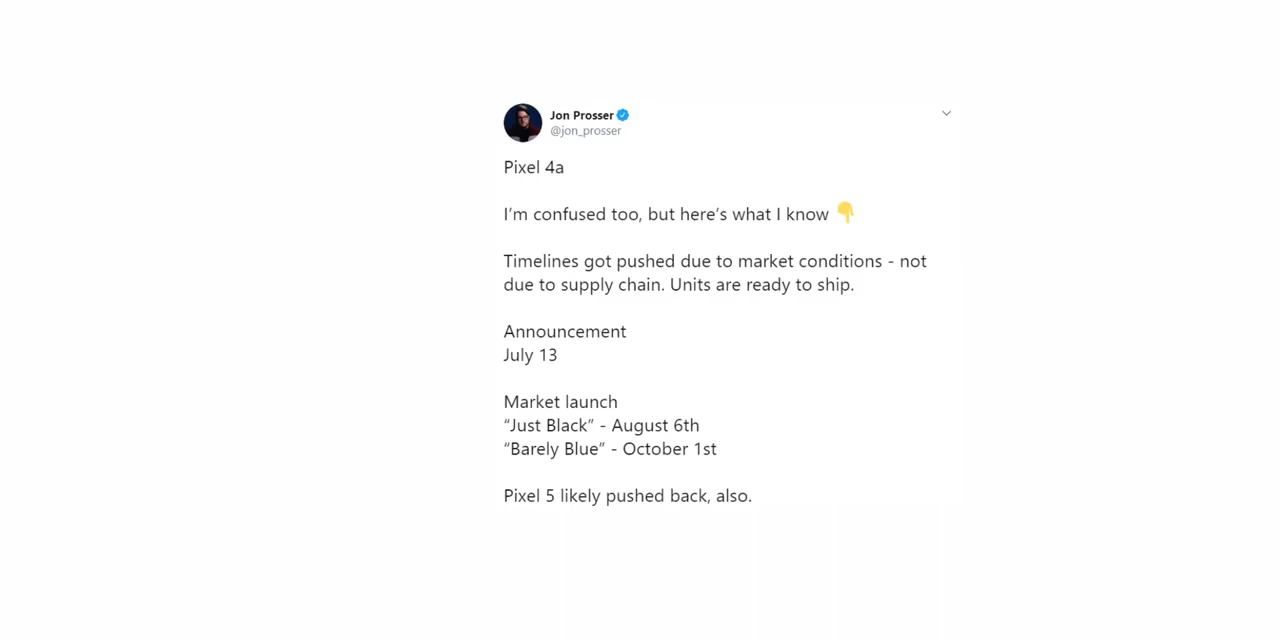 Jon Prosser
@jon_prosser
Pixel 4a
I’m confused too, but here’s what I know 👇
Timelines got pushed due to market conditions - not
due to supply chain. Units are ready to ship.
Announcement
July 13
Market launch
“Just Black” - August 6th
“Barely Blue” - October 1st
Pixel 5 likely pushed back, also.